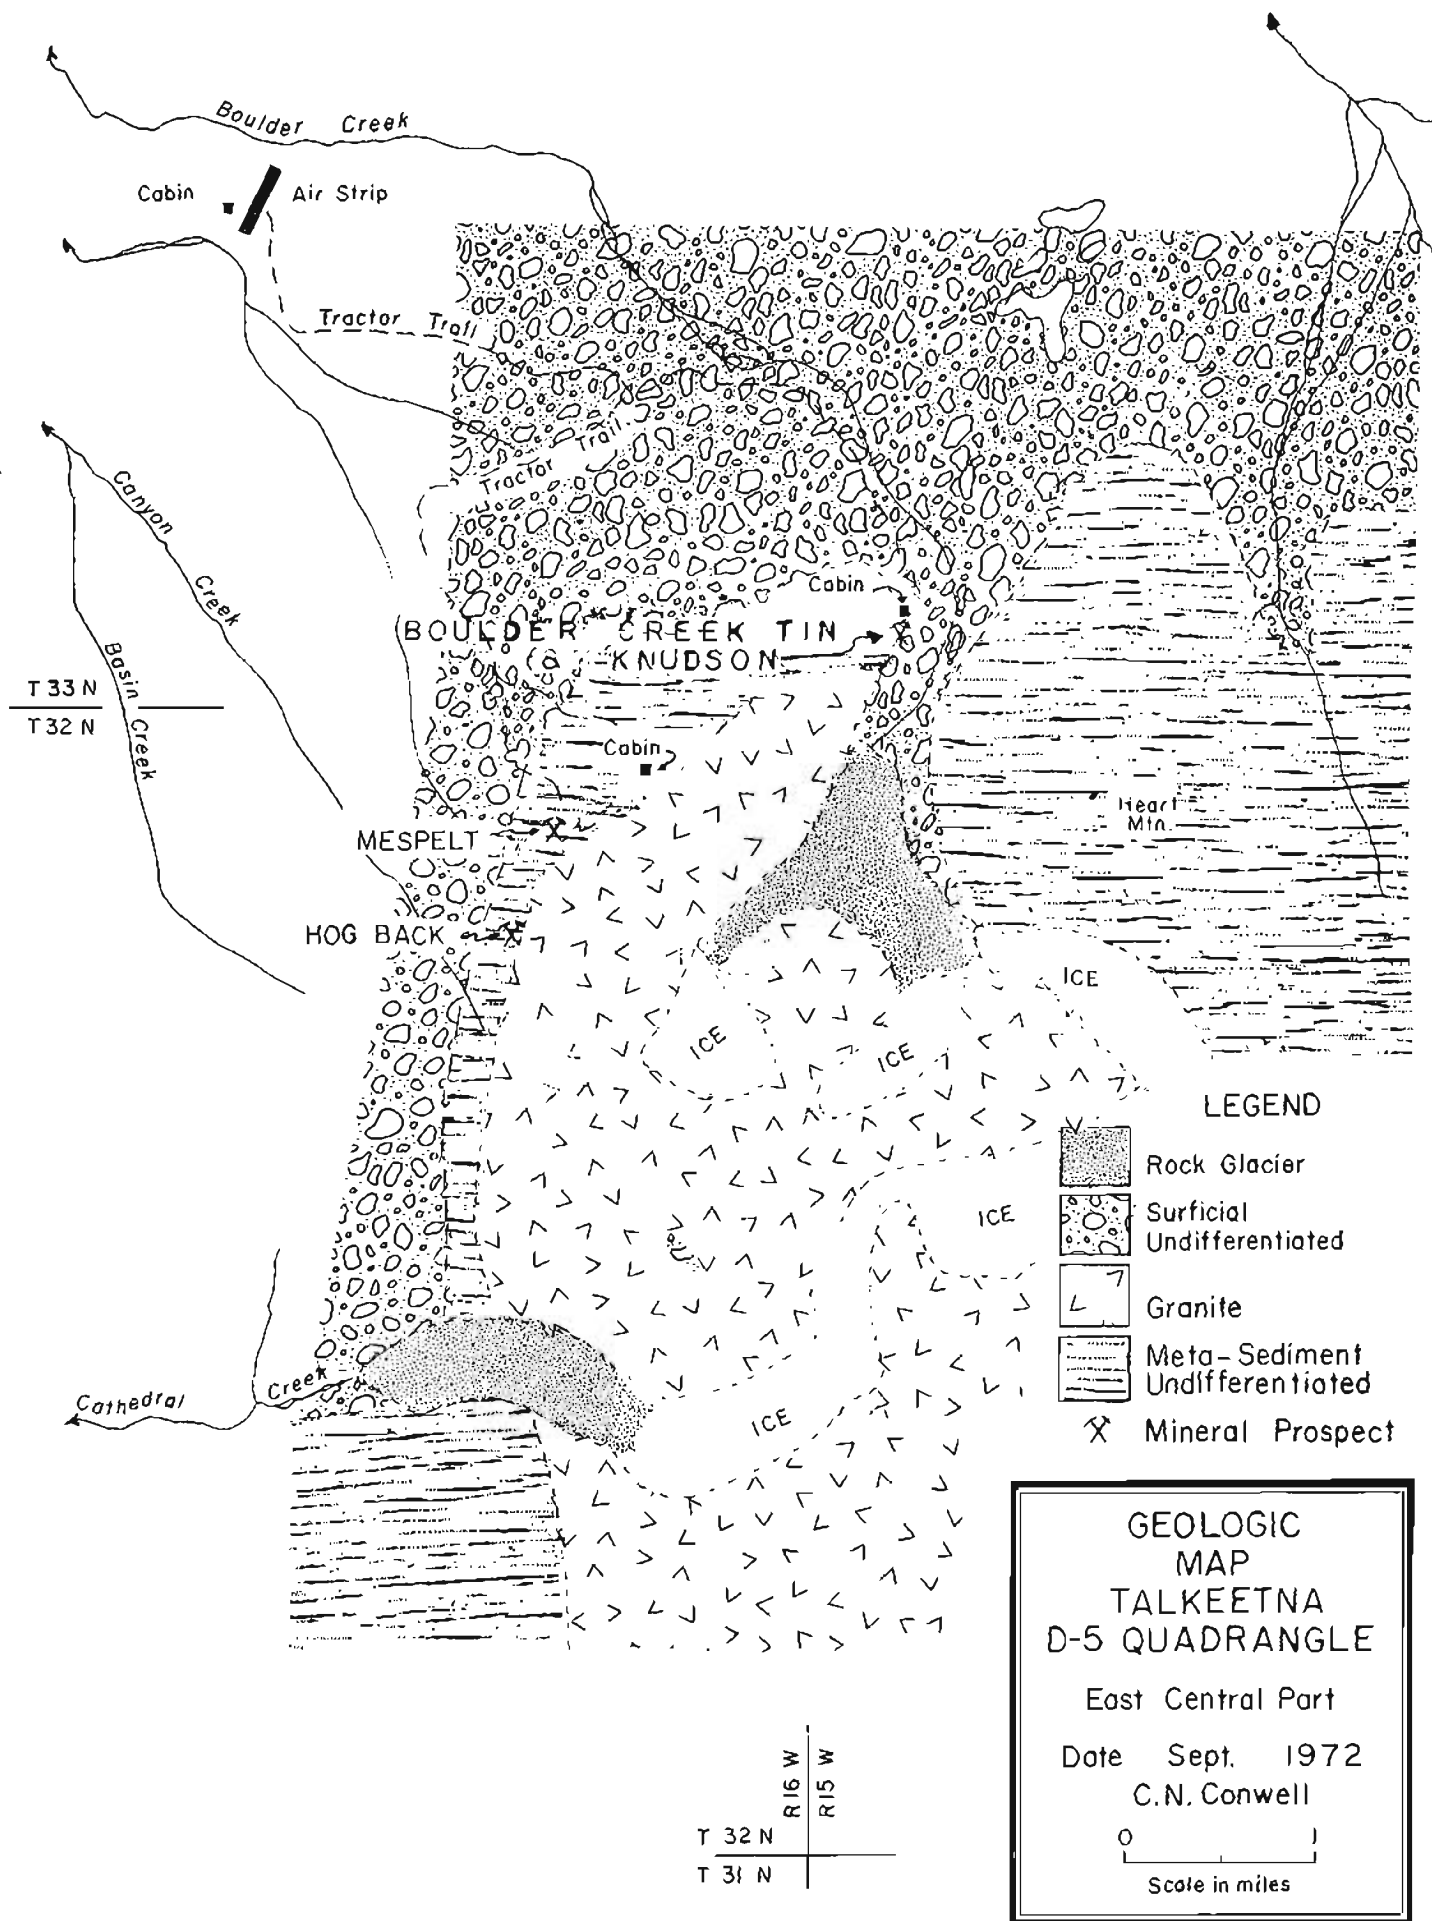 Boulder Creek
Cabin
Air Strip
Tractor Trail
Tractor Trail
Canyon Creek
Basin Creek
T 33 N
T 32 N
Cabin
BOULDER CREEK TIN
KNUDSON
Cabin
Heart
Mtn.
MESPELT
HOG BACK
ICE
ICE
ICE
ICE
ICE
Cathedral Creek
LEGEND
Rock Glacier
Surficial
Undifferentiated
Granite
Meta-Sediment
Undifferentiated
Mineral Prospect
GEOLOGIC
MAP
TALKEETNA
D-5 QUADRANGLE
East Central Part
Date Sept. 1972
C.N. Conwell
0 1
Scale in miles
R 16 W
R 15 W
T 32 N
T 31 N